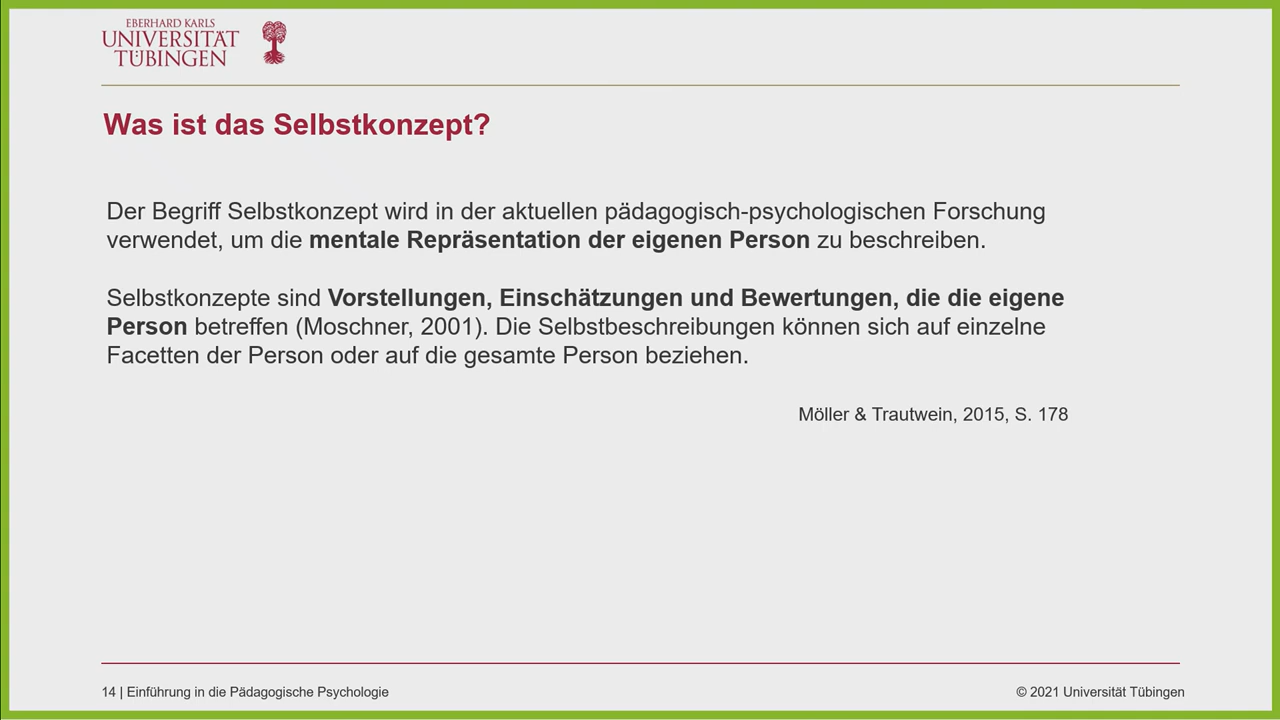 EBERHARD KARLS
UNIVERSITÄT
TÜBINGEN
Was ist das Selbstkonzept?
Der Begriff Selbstkonzept wird in der aktuellen pädagogisch-psychologischen Forschung
verwendet, um die mentale Repräsentation der eigenen Person zu beschreiben.
Selbstkonzepte sind Vorstellungen, Einschätzungen und Bewertungen, die die eigene
Person betreffen (Moschner, 2001). Die Selbstbeschreibungen können sich auf einzelne
Facetten der Person oder auf die gesamte Person beziehen.
Möller & Trautwein, 2015, S. 178
14 | Einführung in die Pädagogische Psychologie
© 2021 Universität Tübingen